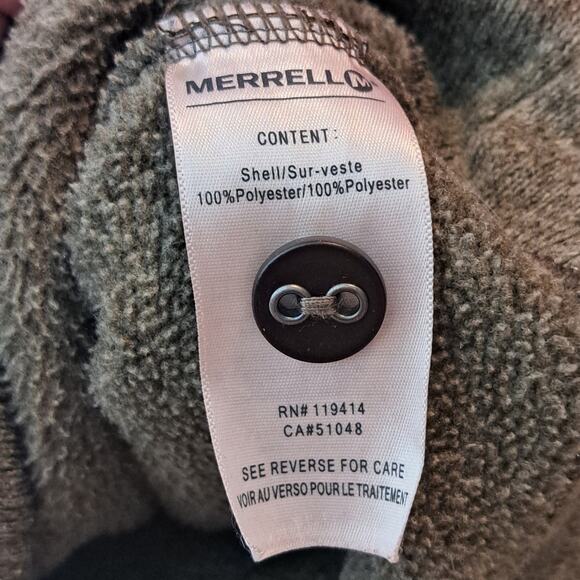 MERRELL
CONTENT:
Shell/Sur-veste
100%Polyester/100%Polyester
RN# 119414
CA#51048
SEE REVERSE FOR CARE
VOIR AU VERSO POUR LE TRAITEMENT